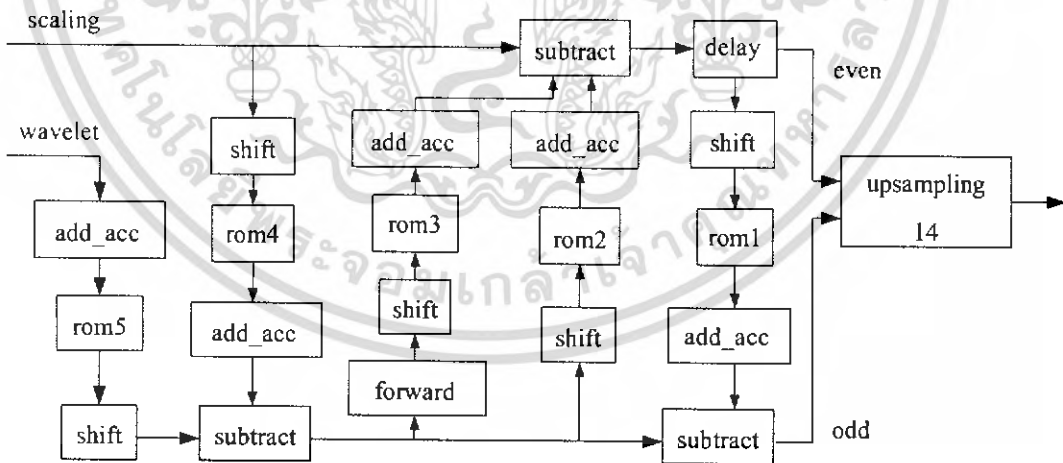 scaling
subtract
delay
even
wavelet
shift
add_acc
add_acc
shift
upsampling
14
add_acc
rom4
rom3
rom2
rom1
rom5
add_acc
shift
shift
add_acc
forward
shift
subtract
subtract
odd